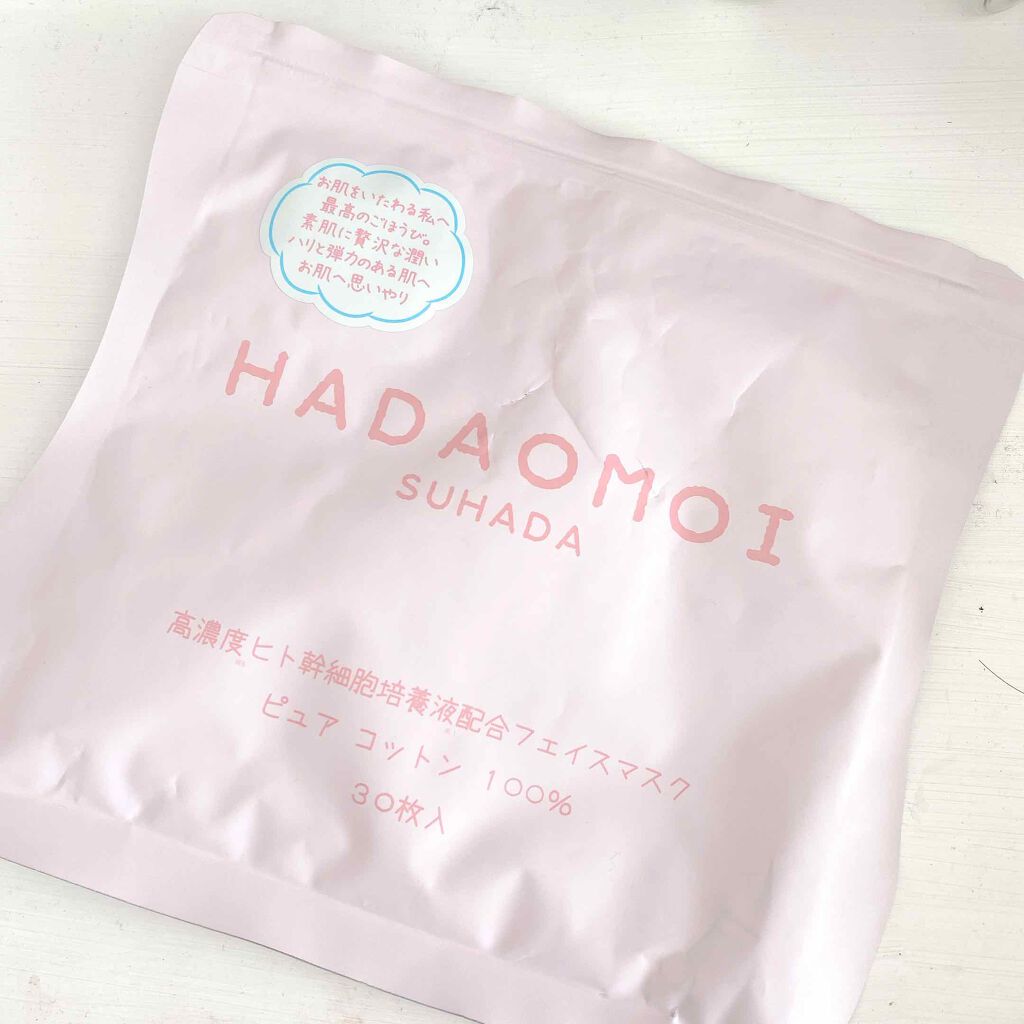 お肌をいたわる私へ
最高のごほうび。
素肌に贅沢な潤い
ハリと弾力のある肌へ
お肌へ思いやり
HADAOMOI
SUHADA
高濃度ヒト幹細胞培養液配合フェイスマスク
ピュア コットン 100%
30枚入